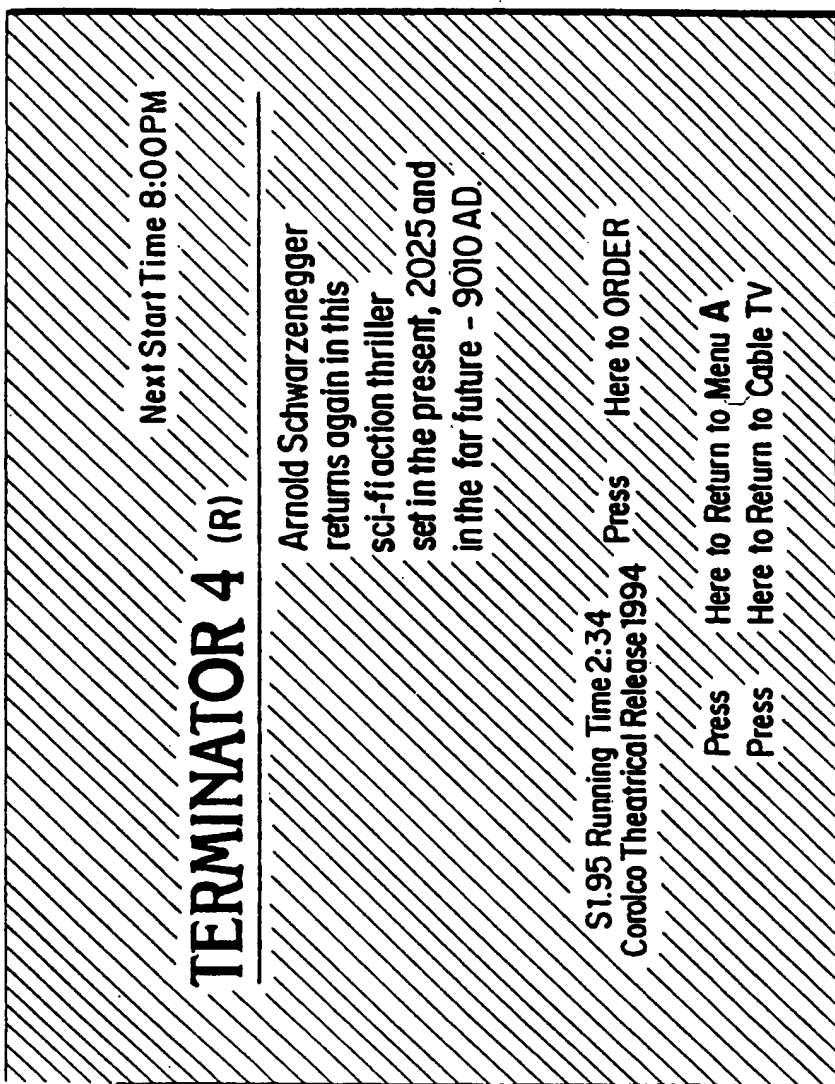 Next Start Time 8:00PM
TERMINATOR 4 (R)
Arnold Schwarzenegger
returns again in this
sci-fi action thriller
set in the present, 2025 and
in the far future - 9010 AD.
$1.95 Running Time 2:34
Corolco Theatrical Release 1994
Press Here to ORDER
Press Here to Return to Menu A
Press Here to Return to Cable TV